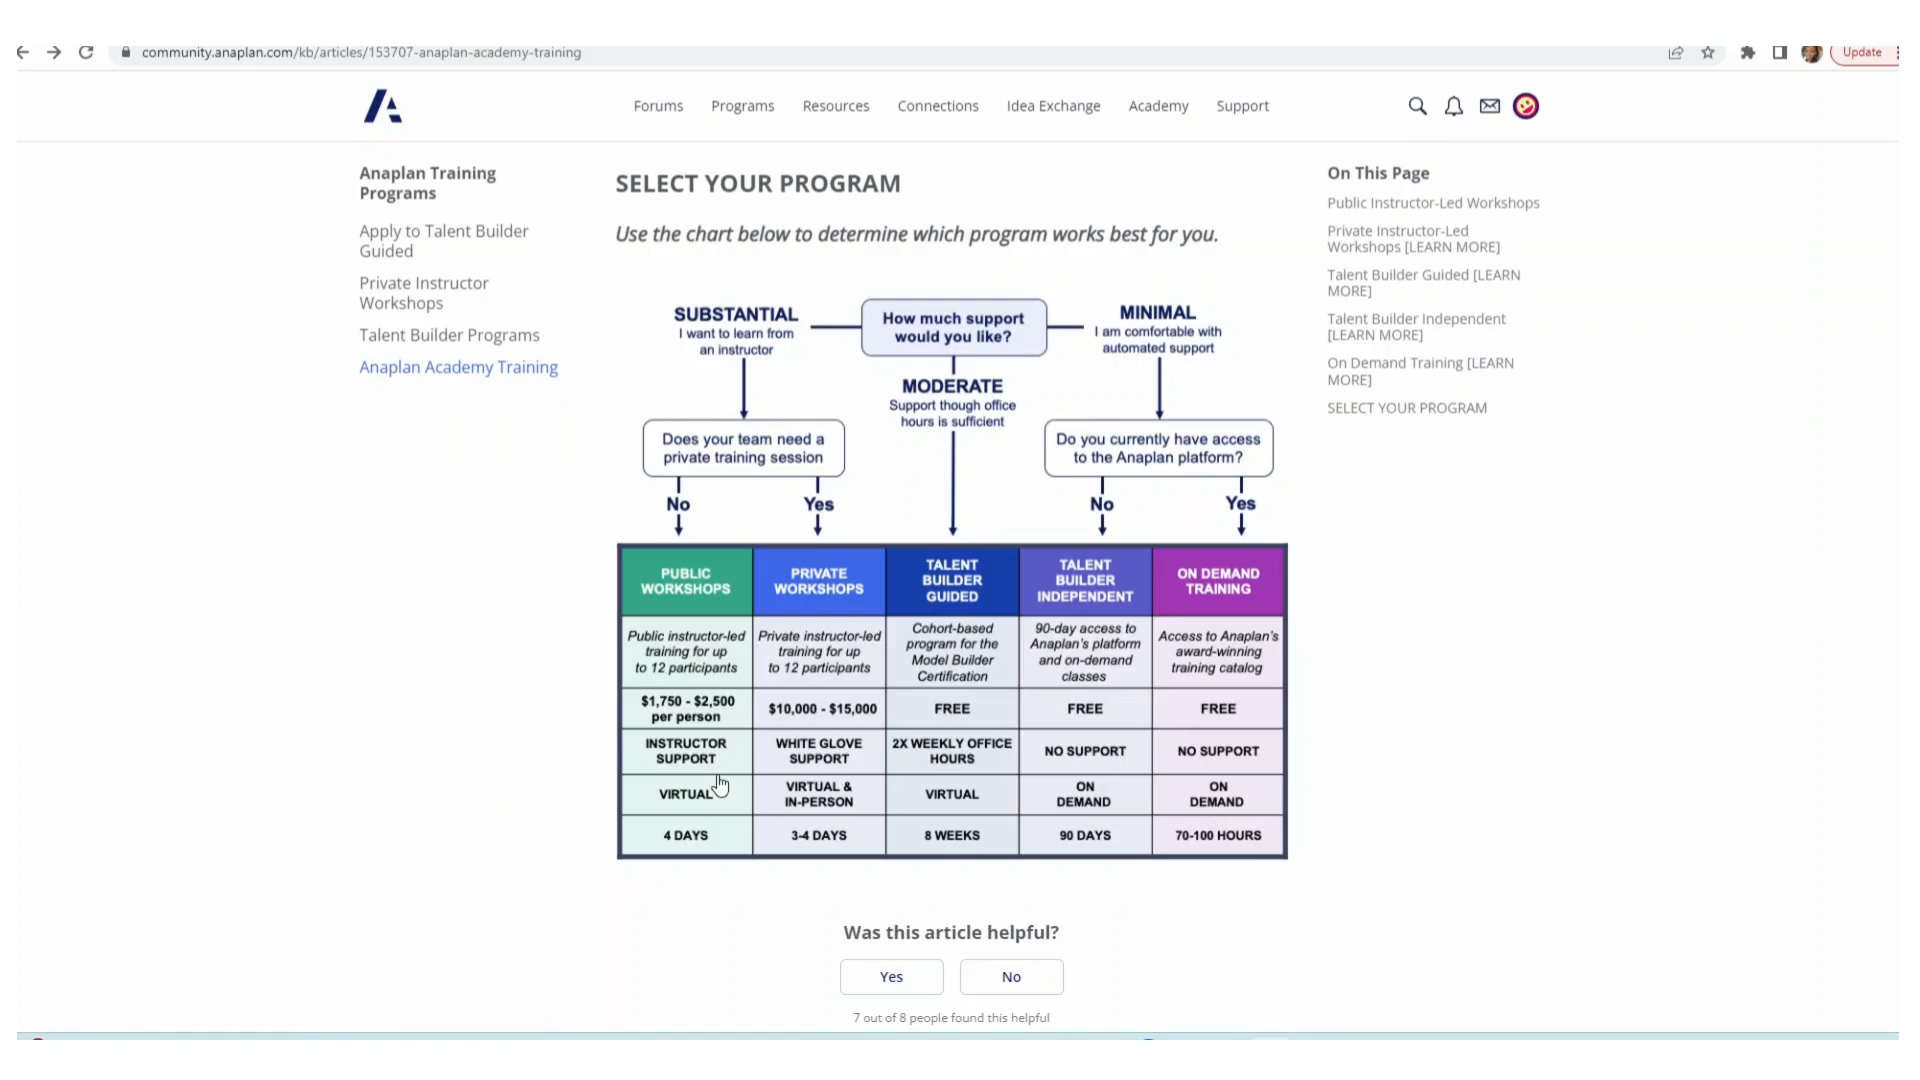 community.anaplan.com/kb/articles/153707-anaplan-academy-training
Update
Forums Programs Resources Connections Idea Exchange Academy Support
Anaplan Training
Programs
Apply to Talent Builder
Guided
Private Instructor
Workshops
Talent Builder Programs
Anaplan Academy Training
SELECT YOUR PROGRAM
Use the chart below to determine which program works best for you.
SUBSTANTIAL
I want to learn from
an instructor
How much support
would you like?
MINIMAL
I am comfortable with
automated support
MODERATE
Support though office
hours is sufficient
Does your team need a
private training session
Do you currently have access
to the Anaplan platform?
No
Yes
No
Yes
PUBLIC
WORKSHOPS
PRIVATE
WORKSHOPS
TALENT
BUILDER
GUIDED
TALENT
BUILDER
INDEPENDENT
ON DEMAND
TRAINING
Public instructor-led
training for up
to 12 participants
Private instructor-led
training for up
to 12 participants
Cohort-based
program for the
Model Builder
Certification
90-day access to
Anaplan's platform
and on-demand
classes
Access to Anaplan's
award-winning
training catalog
$1,750 - $2,500
per person
$10,000 - $15,000
FREE
FREE
FREE
INSTRUCTOR
SUPPORT
WHITE GLOVE
SUPPORT
2X WEEKLY OFFICE
HOURS
NO SUPPORT
NO SUPPORT
VIRTUAL
VIRTUAL &
IN-PERSON
VIRTUAL
ON
DEMAND
ON
DEMAND
4 DAYS
3-4 DAYS
8 WEEKS
90 DAYS
70-100 HOURS
Was this article helpful?
Yes
No
7 out of 8 people found this helpful
On This Page
Public Instructor-Led Workshops
Private Instructor-Led
Workshops [LEARN MORE]
Talent Builder Guided [LEARN
MORE]
Talent Builder Independent
[LEARN MORE]
On Demand Training [LEARN
MORE]
SELECT YOUR PROGRAM